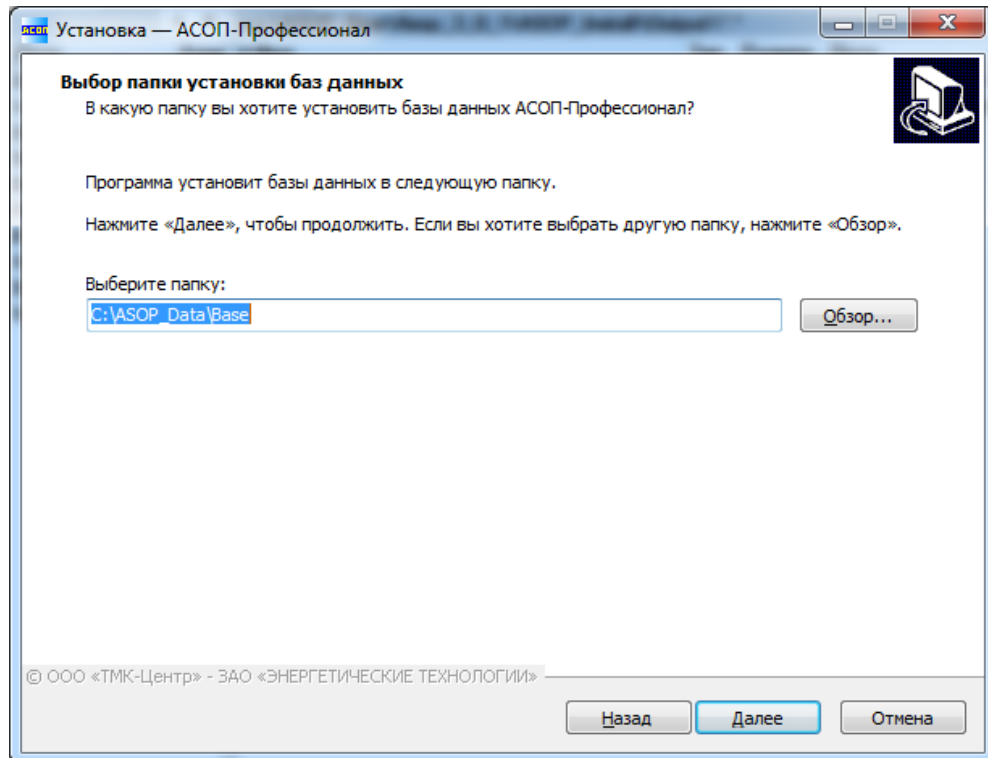 АСОП Установка — АСОП-Профессионал
Выбор папки установки баз данных
В какую папку вы хотите установить базы данных АСОП-Профессионал?
Программа установит базы данных в следующую папку.
Нажмите «Далее», чтобы продолжить. Если вы хотите выбрать другую папку, нажмите «Обзор».
Выберите папку:
C:\ASOP_Data\Base
Обзор...
© ООО «ТМК-Центр» - ЗАО «ЭНЕРГЕТИЧЕСКИЕ ТЕХНОЛОГИИ»
Назад Далее Отмена